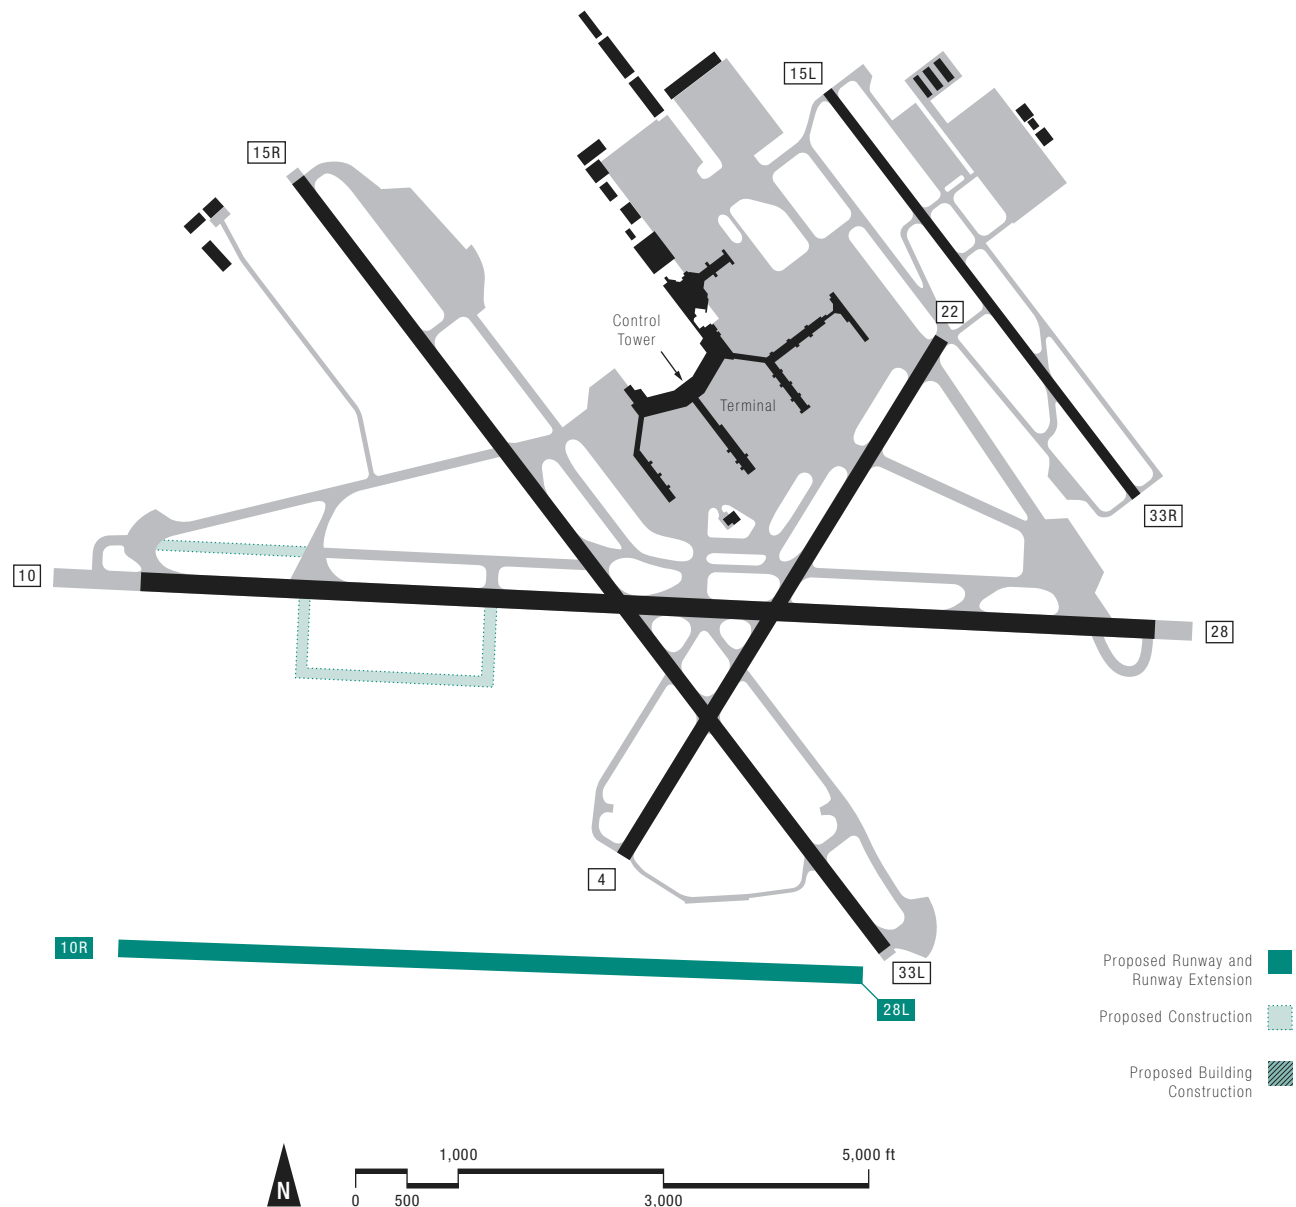 15L
15R
22
Control
Tower
Terminal
33R
10
28
4
10R
33L
28L
Proposed Runway and
Runway Extension
Proposed Construction
Proposed Building
Construction
1,000
5,000 ft
N
0
500
3,000